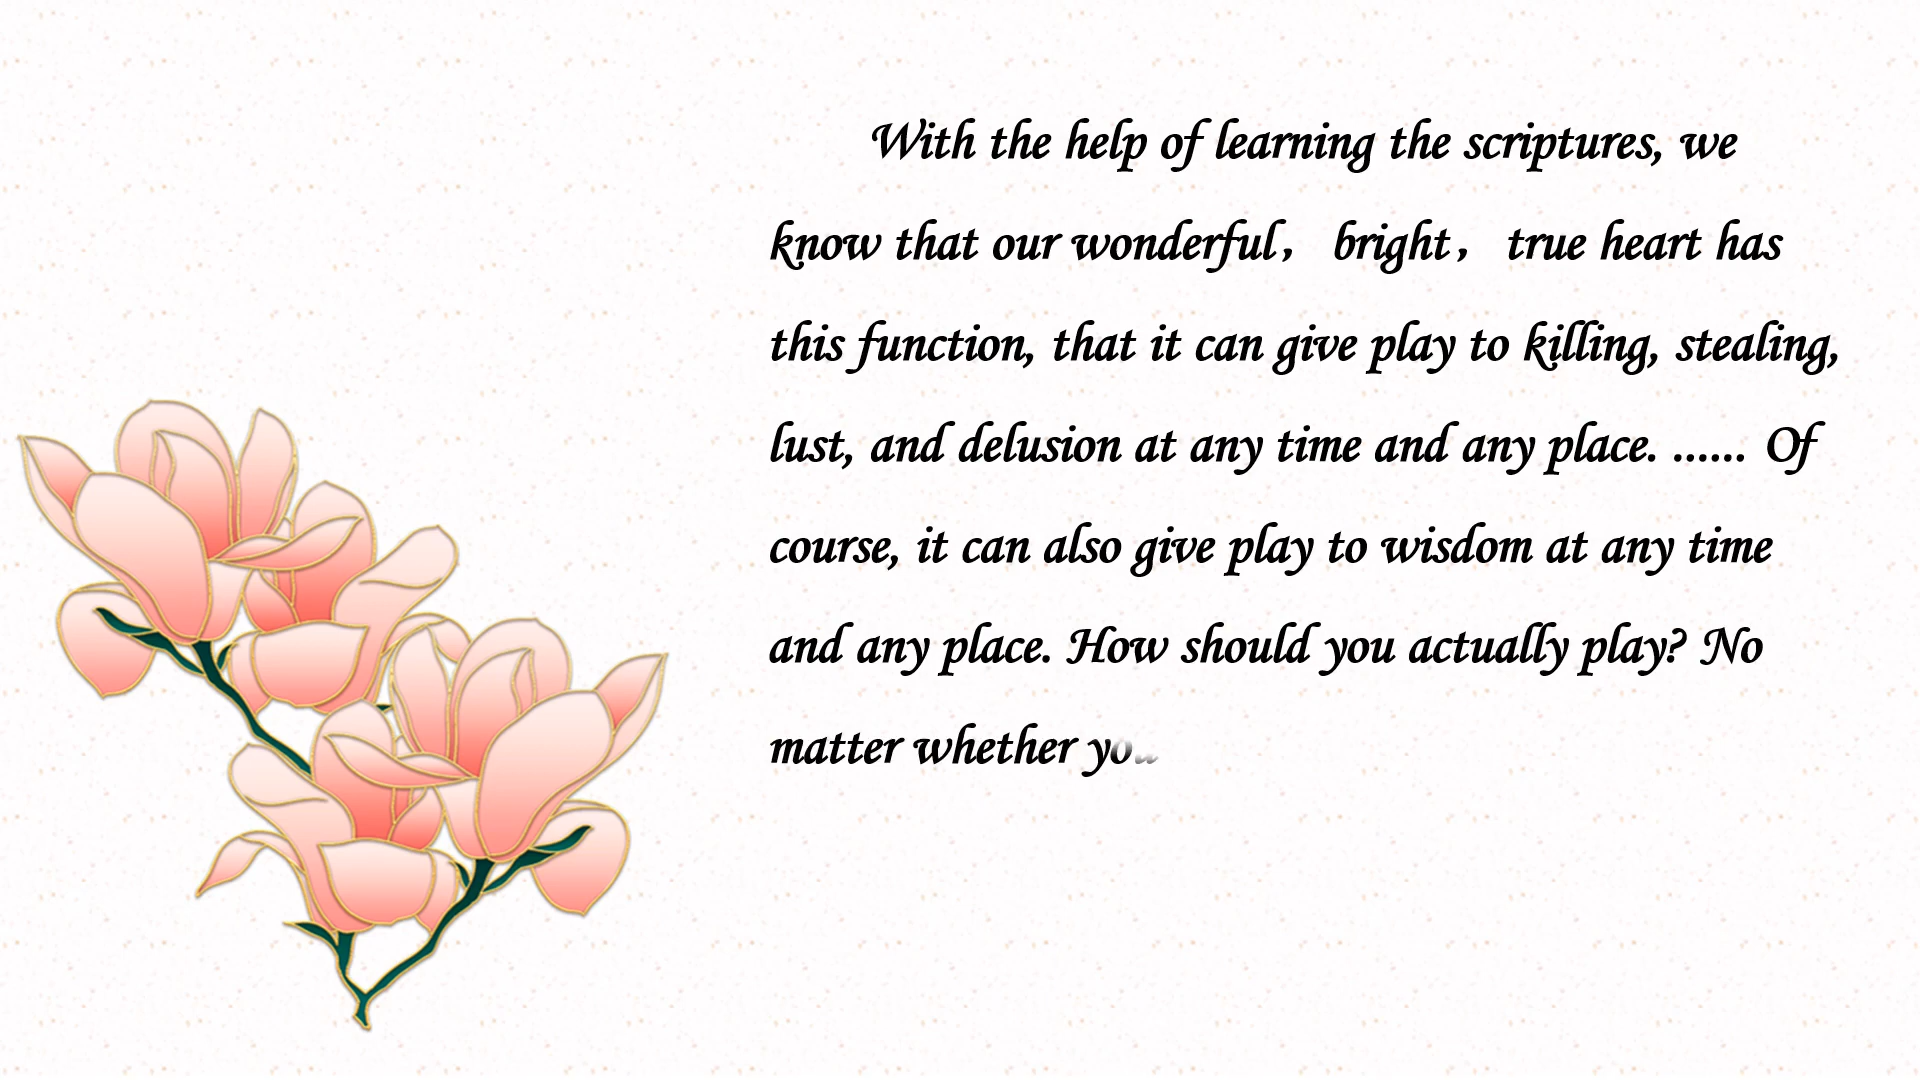 With the help of learning the scriptures, we
know that our wonderful， bright， true heart has
this function, that it can give play to killing, stealing,
lust, and delusion at any time and any place. ...... Of
course, it can also give play to wisdom at any time
and any place. How should you actually play? No
matter whether you